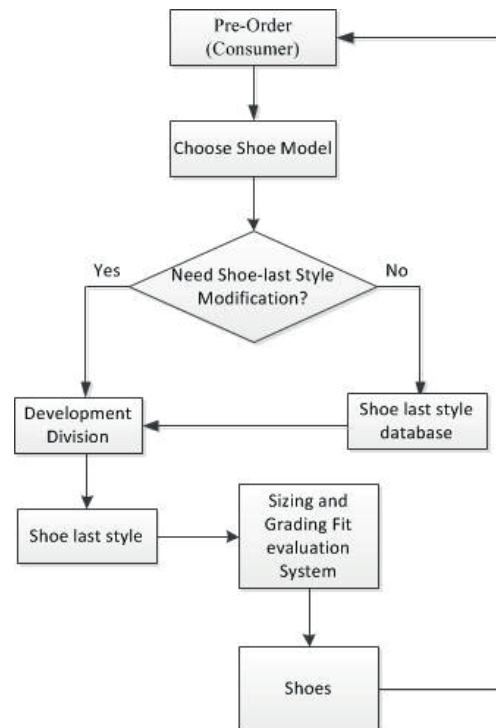 Pre-Order
(Consumer)
Choose Shoe Model
Need Shoe-last Style
Modification?
Yes
No
Development
Division
Shoe last style
database
Shoe last style
Sizing and
Grading Fit
evaluation
System
Shoes